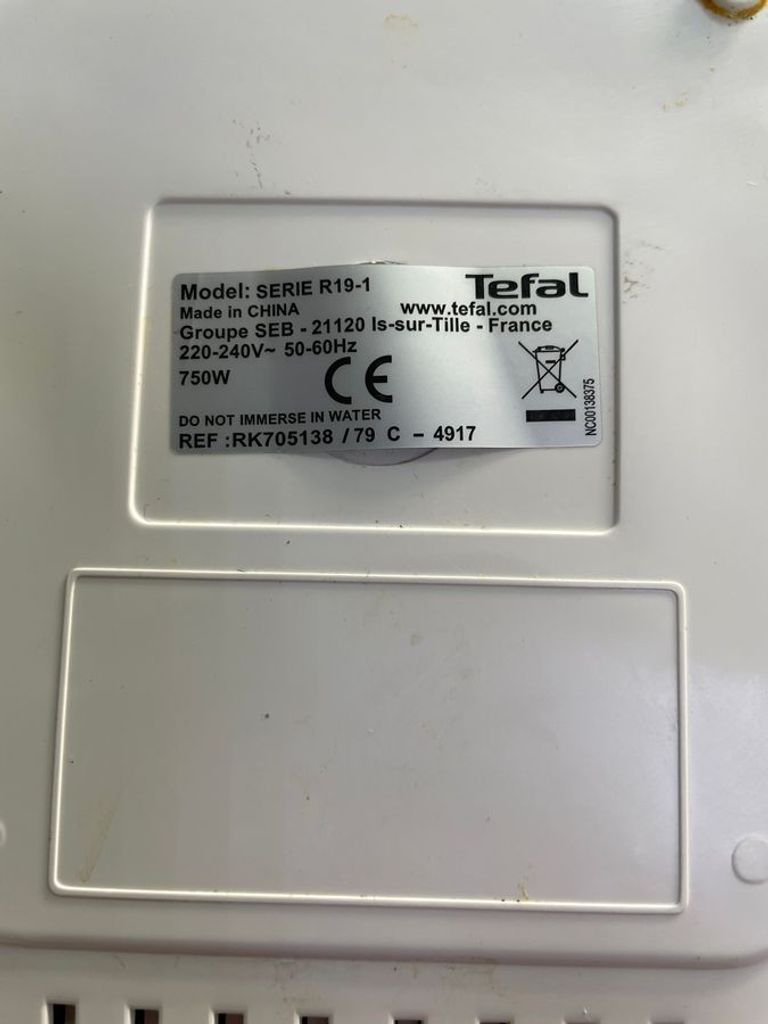 Model: SERIE R19-1 Tefal
Made in CHINA www.tefal.com
Groupe SEB - 21120 Is-sur-Tille - France
220-240V~ 50-60Hz
750W CE
DO NOT IMMERSE IN WATER
REF :RK705138 / 79 C - 4917
NC00138375